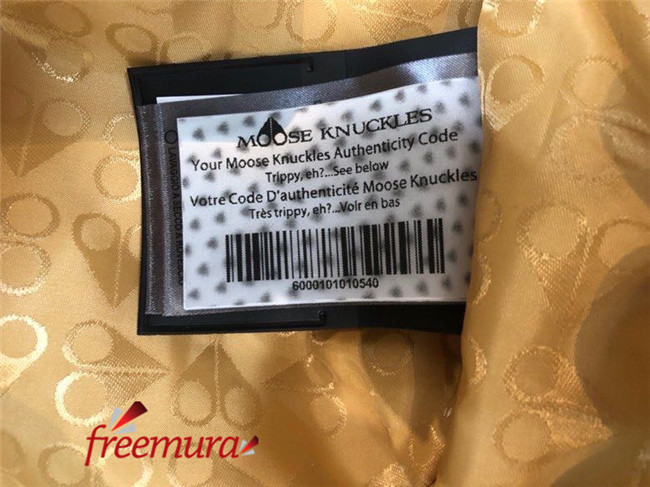 MOOSE KNUCKLES
Your Moose Knuckles Authenticity Code
Trippy, eh?...See below
Votre Code D'authenticité Moose Knuckles
Très trippy, eh?...Voir en bas
6000101010540
freemura